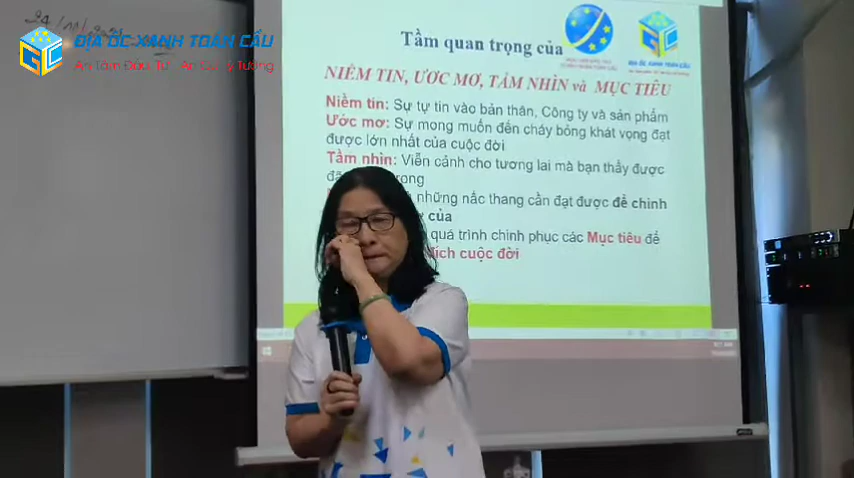 ĐỊA ỐC XANH TOÀN CẦU
An Tâm Đầu Tư - An Cư Lý Tưởng
Tầm quan trọng của
NIỀM TIN, ƯỚC MƠ, TẦM NHÌN và MỤC TIÊU
Niềm tin: Sự tự tin vào bản thân, Công ty và sản phẩm
Ước mơ: Sự mong muốn đến cháy bỏng khát vọng đạt
được lớn nhất của cuộc đời
Tầm nhìn: Viễn cảnh cho tương lai mà bạn thấy được
những nấc thang cần đạt được để chinh
của
quá trình chinh phục các Mục tiêu để
đích cuộc đời